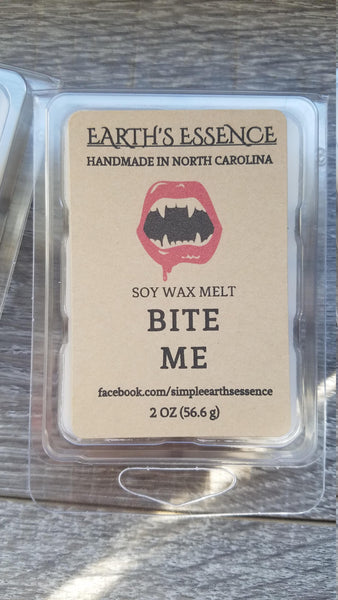 EARTH'S ESSENCE
HANDMADE IN NORTH CAROLINA
SOY WAX MELT
BITE
ME
facebook.com/simpleearthsessence
2 OZ (56.6 g)